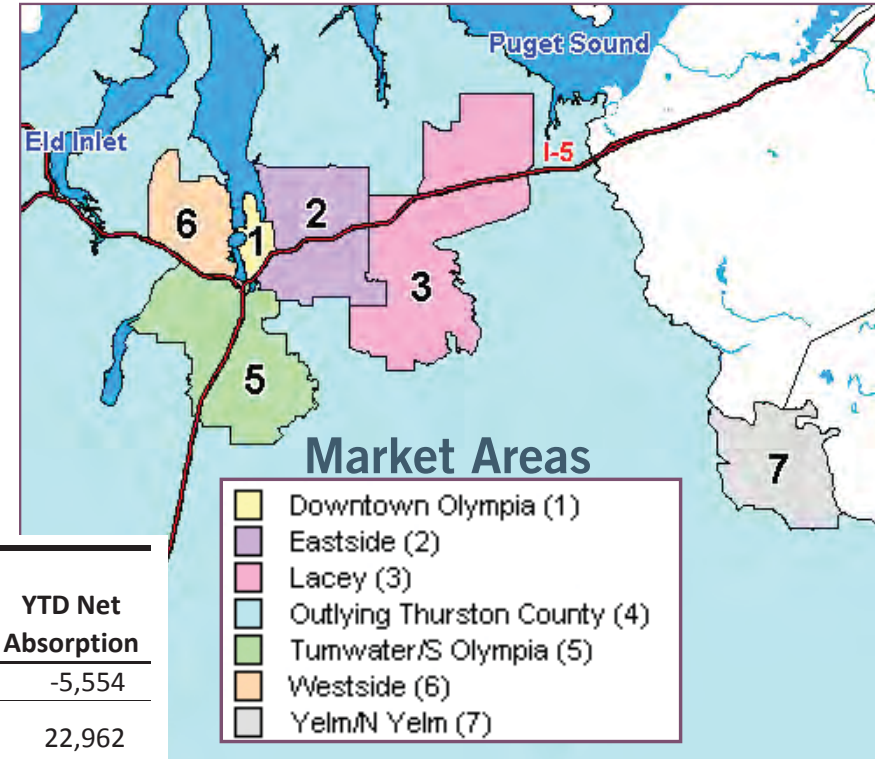 Puget Sound
Eld Inlet
I-5
6
1
2
3
5
7
Market Areas
Downtown Olympia (1)
Eastside (2)
Lacey (3)
Outlying Thurston County (4)
Tumwater/S Olympia (5)
Westside (6)
Yelm/N Yelm (7)
YTD Net
Absorption
-5,554
22,962